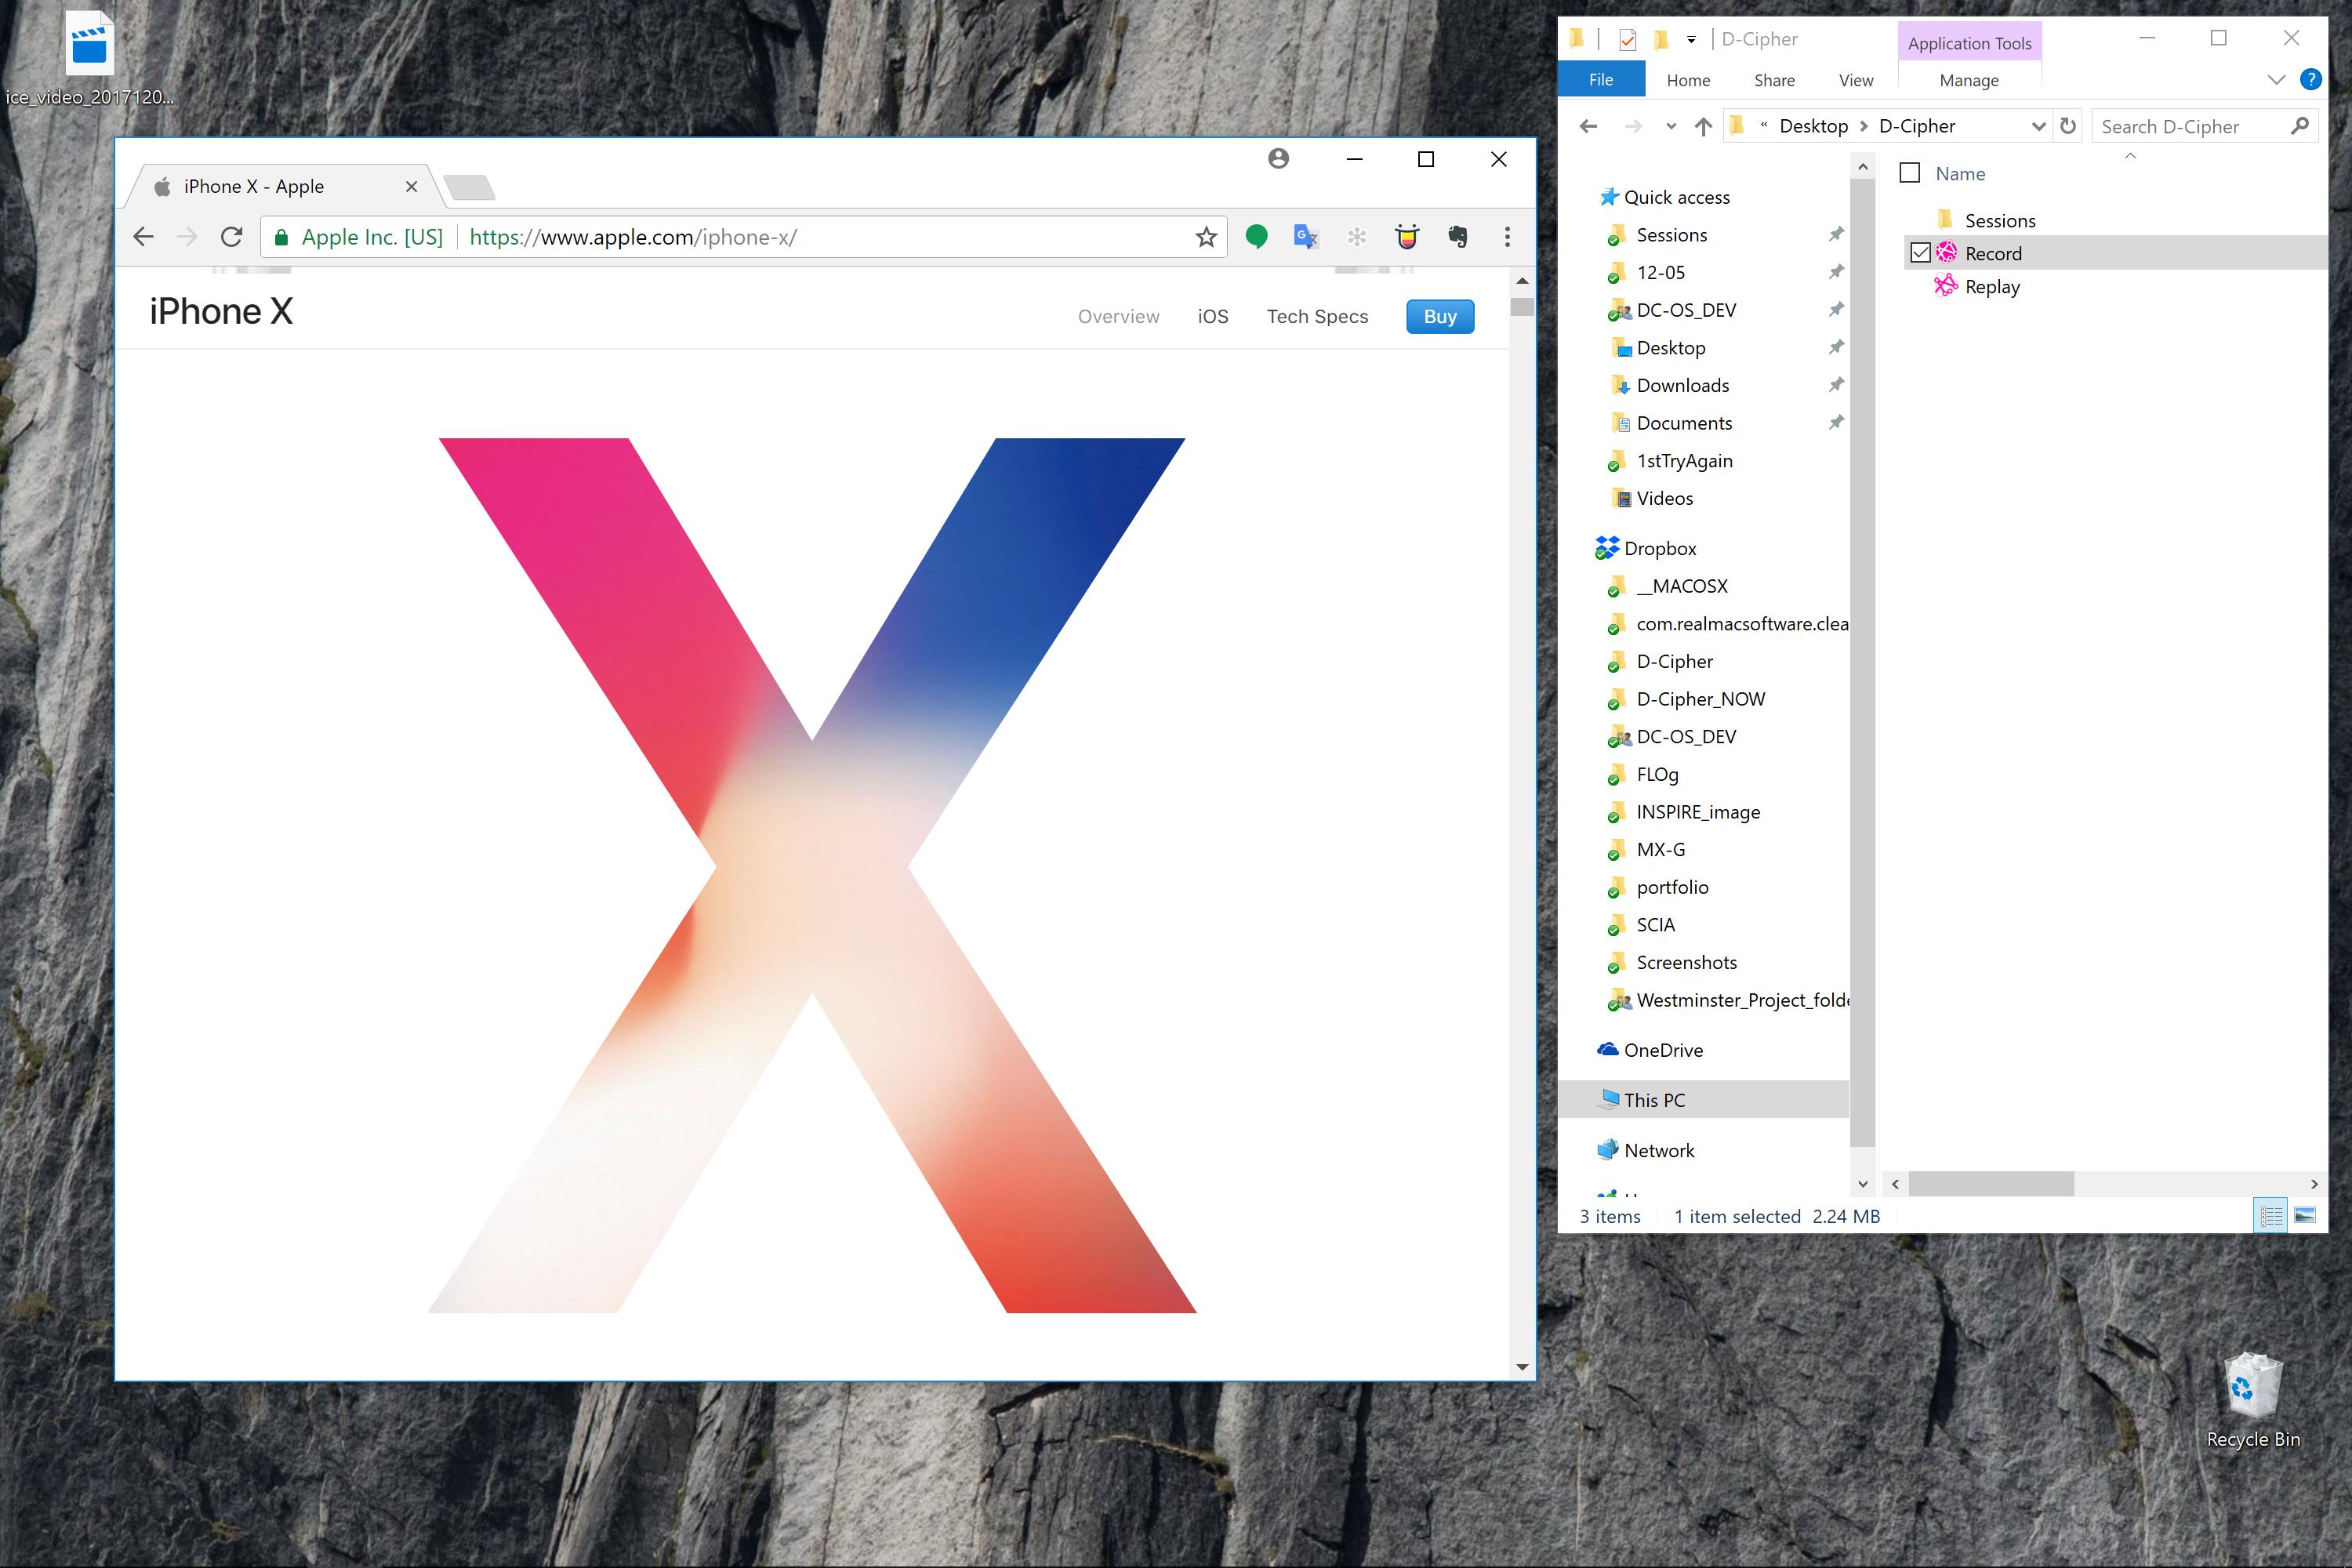 ice_video_2017120...
iPhone X - Apple
Apple Inc. [US]
https://www.apple.com/iphone-x/
iPhone X
Overview
iOS
Tech Specs
Buy
D-Cipher
Application Tools
File
Home
Share
View
Manage
« Desktop > D-Cipher
Search D-Cipher
Quick access
Sessions
12-05
DC-OS_DEV
Desktop
Downloads
Documents
1stTryAgain
Videos
Dropbox
__MACOSX
com.realmacsoftware.clea
D-Cipher
D-Cipher_NOW
DC-OS_DEV
FLOg
INSPIRE_image
MX-G
portfolio
SCIA
Screenshots
Westminster_Project_folde
OneDrive
This PC
Network
Name
Sessions
Record
Replay
3 items
1 item selected 2.24 MB
Recycle Bin